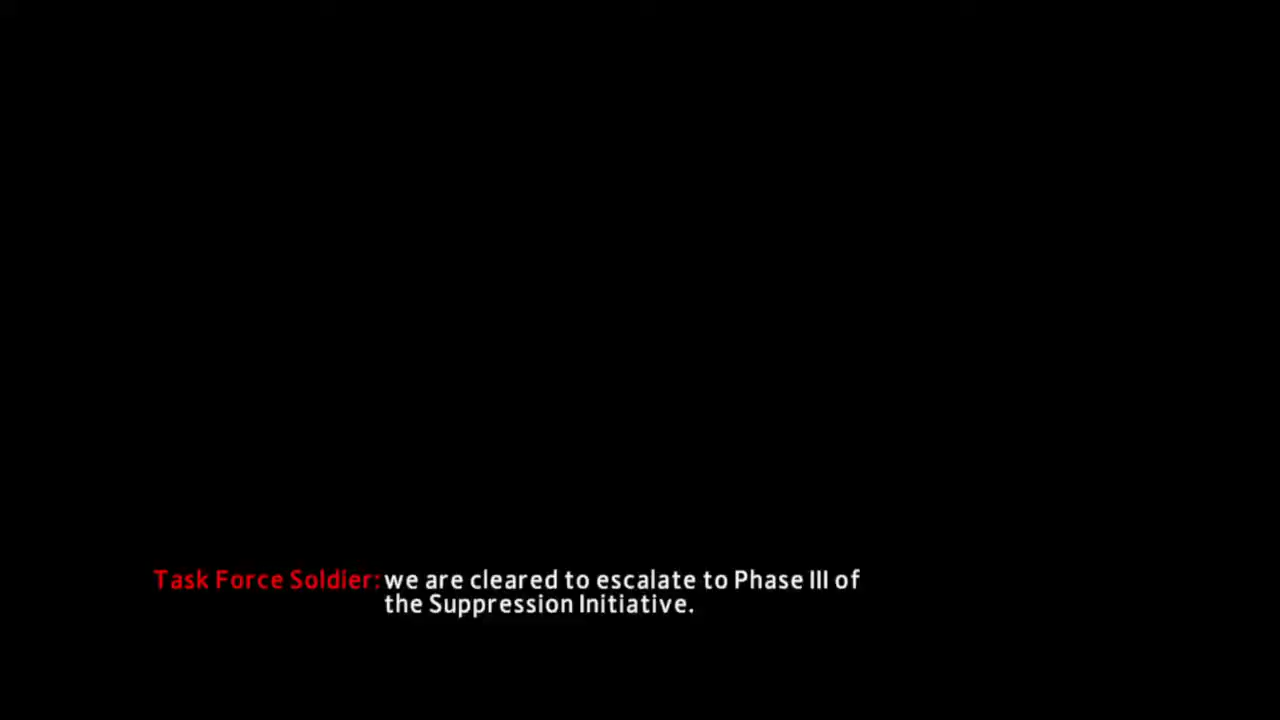 Task Force Soldier: we are cleared to escalate to Phase III of
the Suppression Initiative.